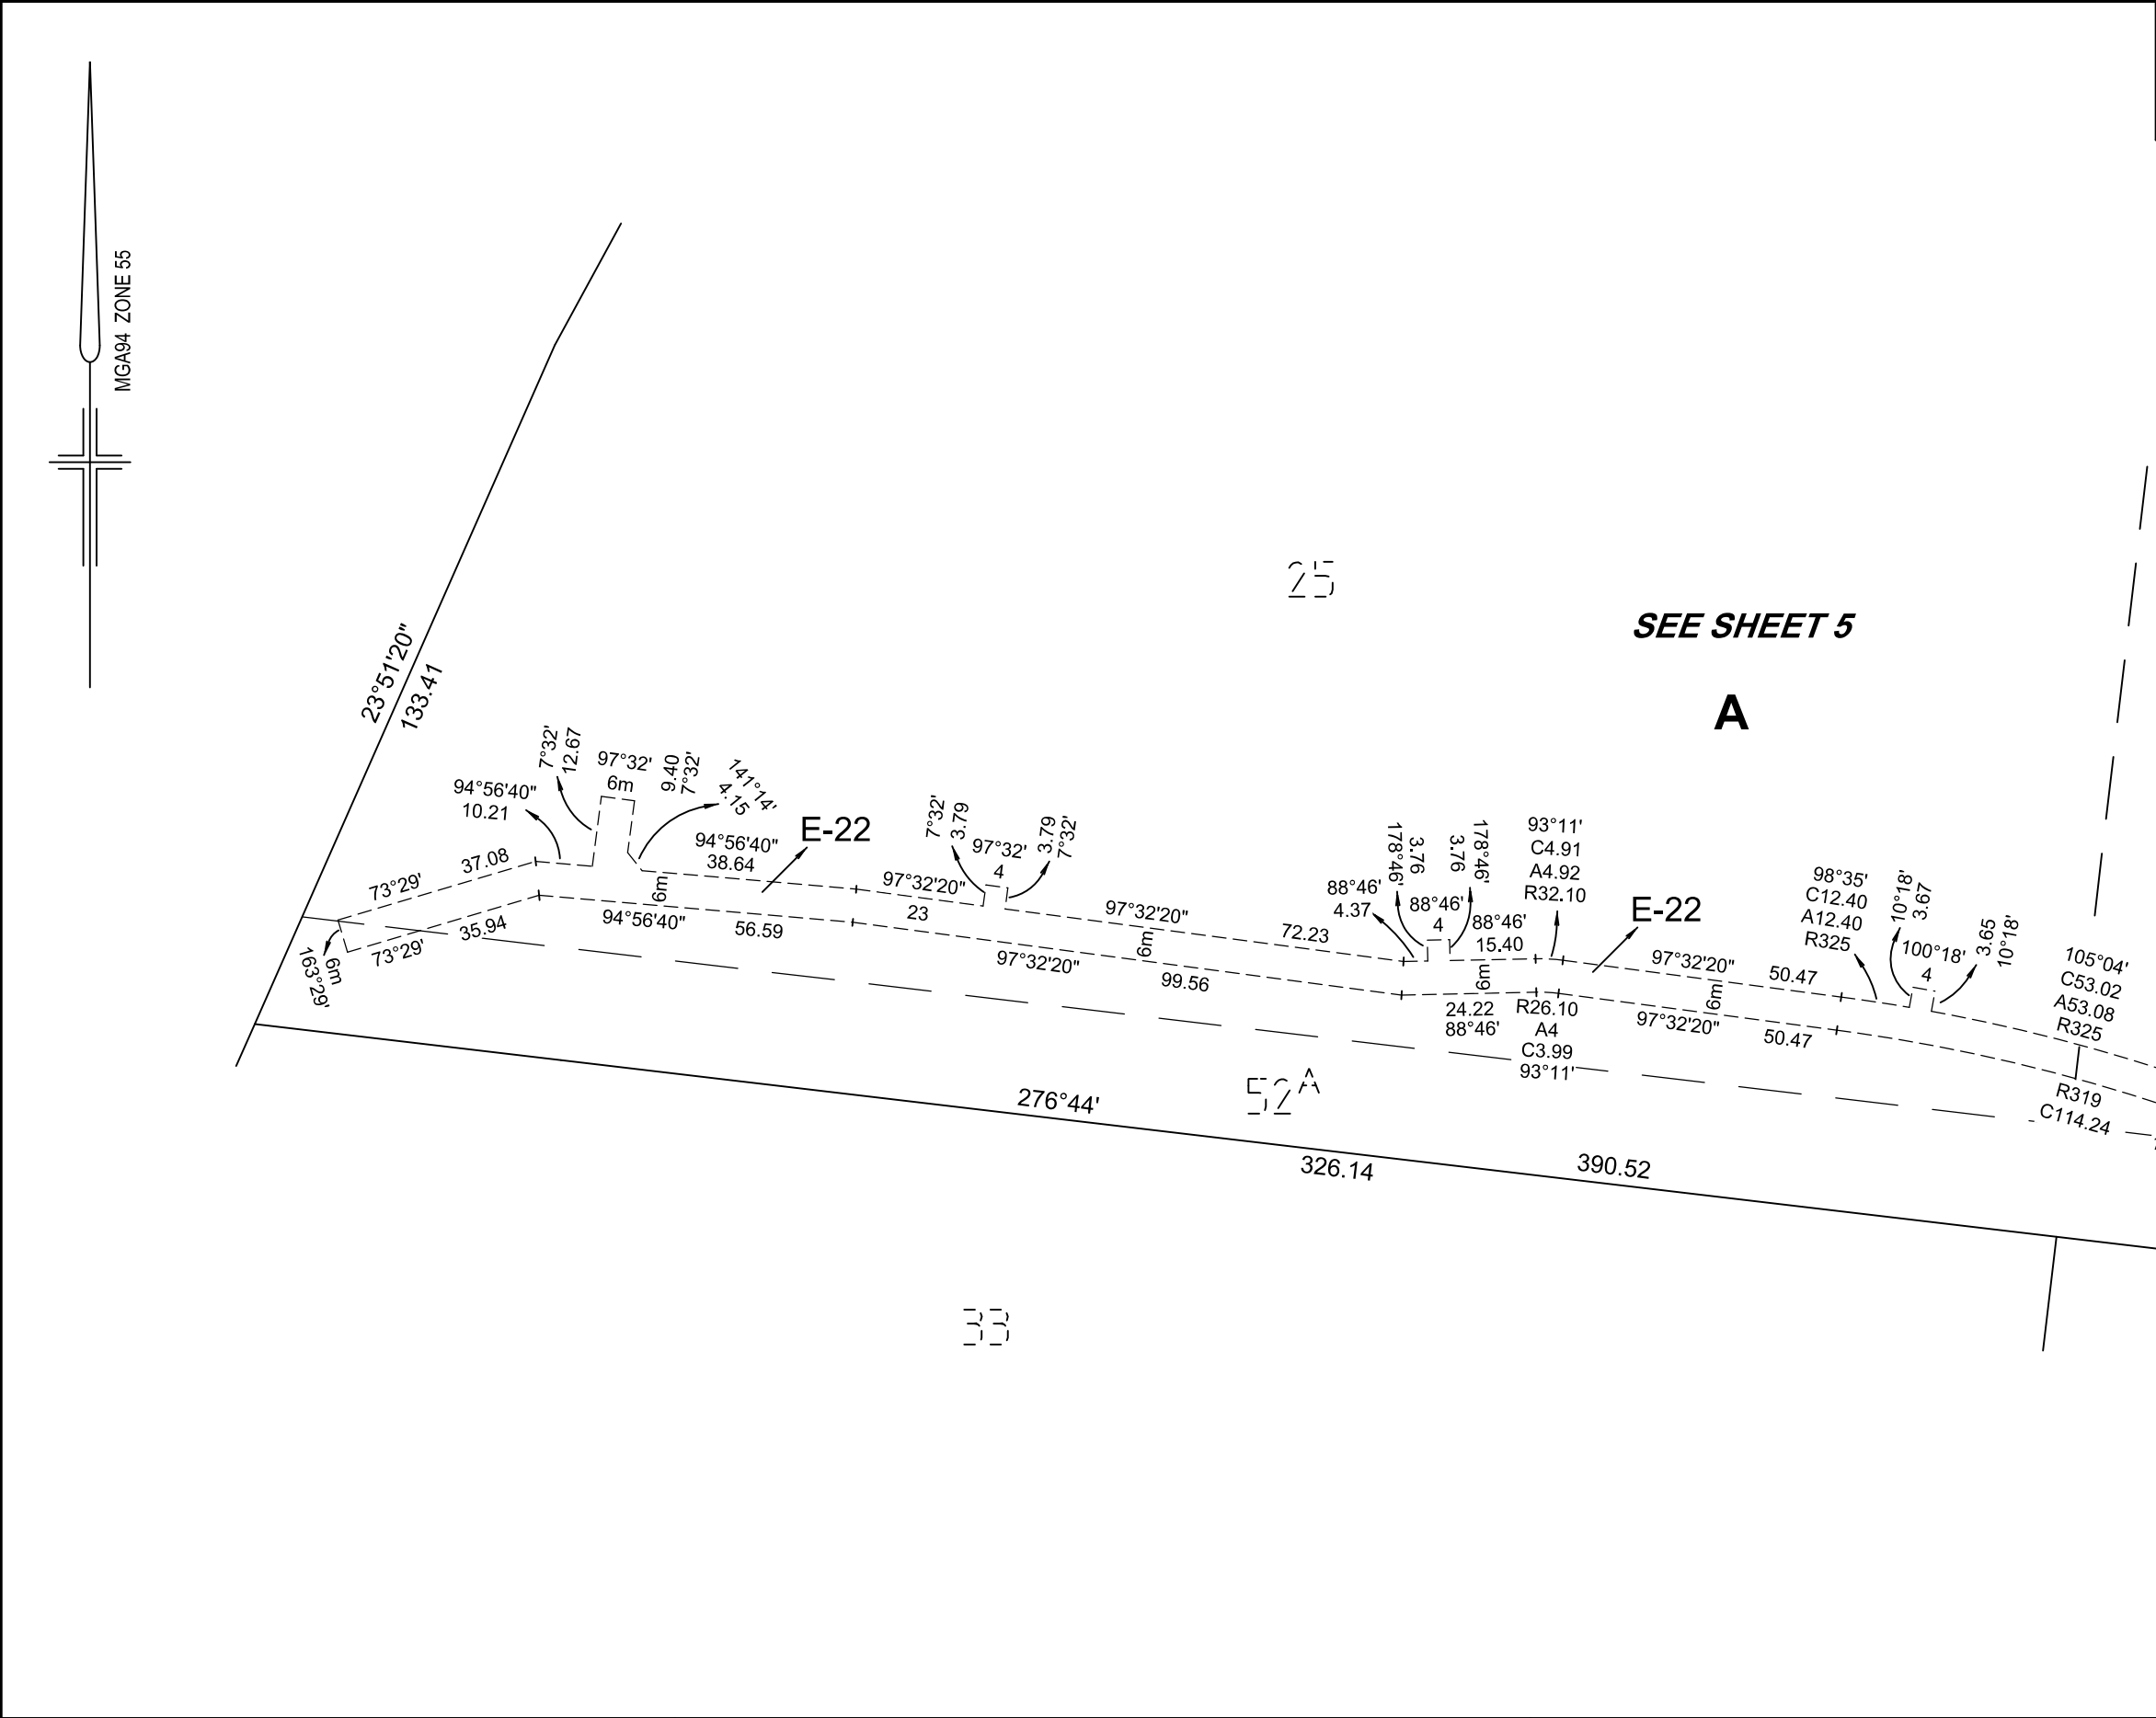 MGA94 ZONE 55
25
SEE SHEET 5
A
23°51'20"
133.41
7°32'
12.67
97°32'
6m
9.40
7°32'
141°14'
4.15
94°56'40"
10.21
E-22
94°56'40"
38.64
73°29'
37.08
6m
73°29'
35.94
6m
163°29'
94°56'40"
56.59
7°32'
3.79
97°32'
4
3.79
7°32'
97°32'20"
23
97°32'20"
72.23
6m
97°32'20"
99.56
88°46'
4.37
178°46'
3.76
88°46'
4
3.76
178°46'
88°46'
15.40
6m
24.22
88°46'
93°11'
C4.91
A4.92
R32.10
R26.10
A4
C3.99
93°11'
E-22
97°32'20"
50.47
6m
97°32'20"
50.47
98°35'
C12.40
A12.40
R325
10°18'
3.67
100°18'
4
3.65
10°18'
105°04'
C53.02
A53.08
R325
R319
C114.24
52A
276°44'
326.14
390.52
33